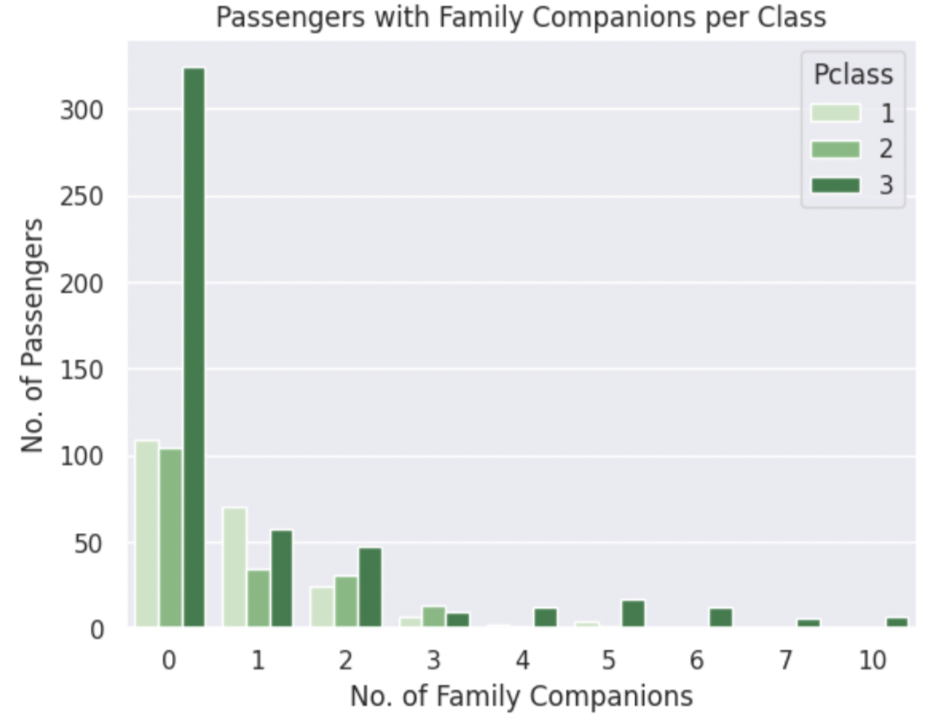 Passengers with Family Companions per Class
Pclass
1
2
3
No. of Passengers
300
250
200
150
100
50
0
0 1 2 3 4 5 6 7 10
No. of Family Companions